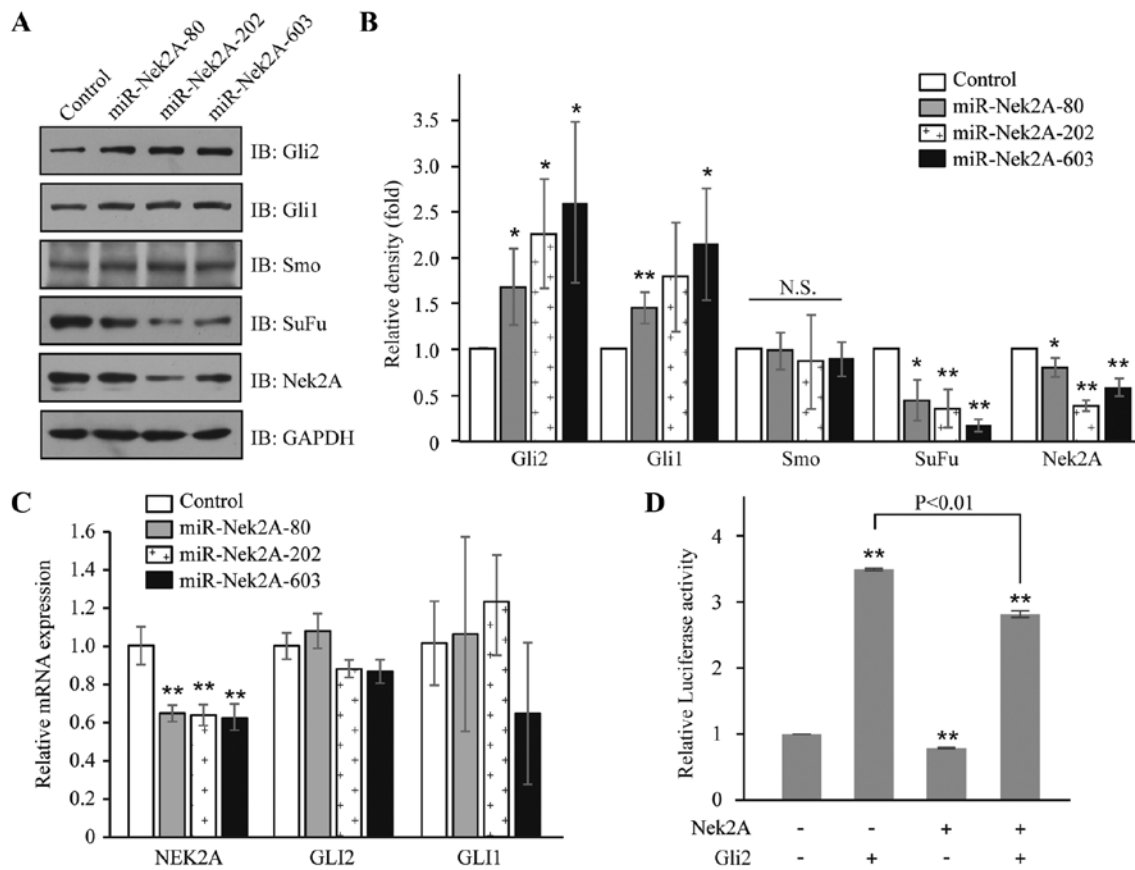 A
Control
miR-Nek2A-80
miR-Nek2A-202
miR-Nek2A-603
IB: Gli2
IB: Gli1
IB: Smo
IB: SuFu
IB: Nek2A
IB: GAPDH
B
Control
miR-Nek2A-80
miR-Nek2A-202
miR-Nek2A-603
Relative density (fold)
3.5
3.0
2.5
2.0
1.5
1.0
0.5
0
*
*
*
**
*
N.S.
*
**
**
*
**
**
Gli2
Gli1
Smo
SuFu
Nek2A
C
Control
miR-Nek2A-80
miR-Nek2A-202
miR-Nek2A-603
Relative mRNA expression
1.6
1.4
1.2
1.0
0.8
0.6
0.4
0.2
0
**
**
**
NEK2A
GLI2
GLI1
D
P<0.01
Relative Luciferase activity
4
3
2
1
0
**
**
**
Nek2A - - + +
Gli2 - + - +